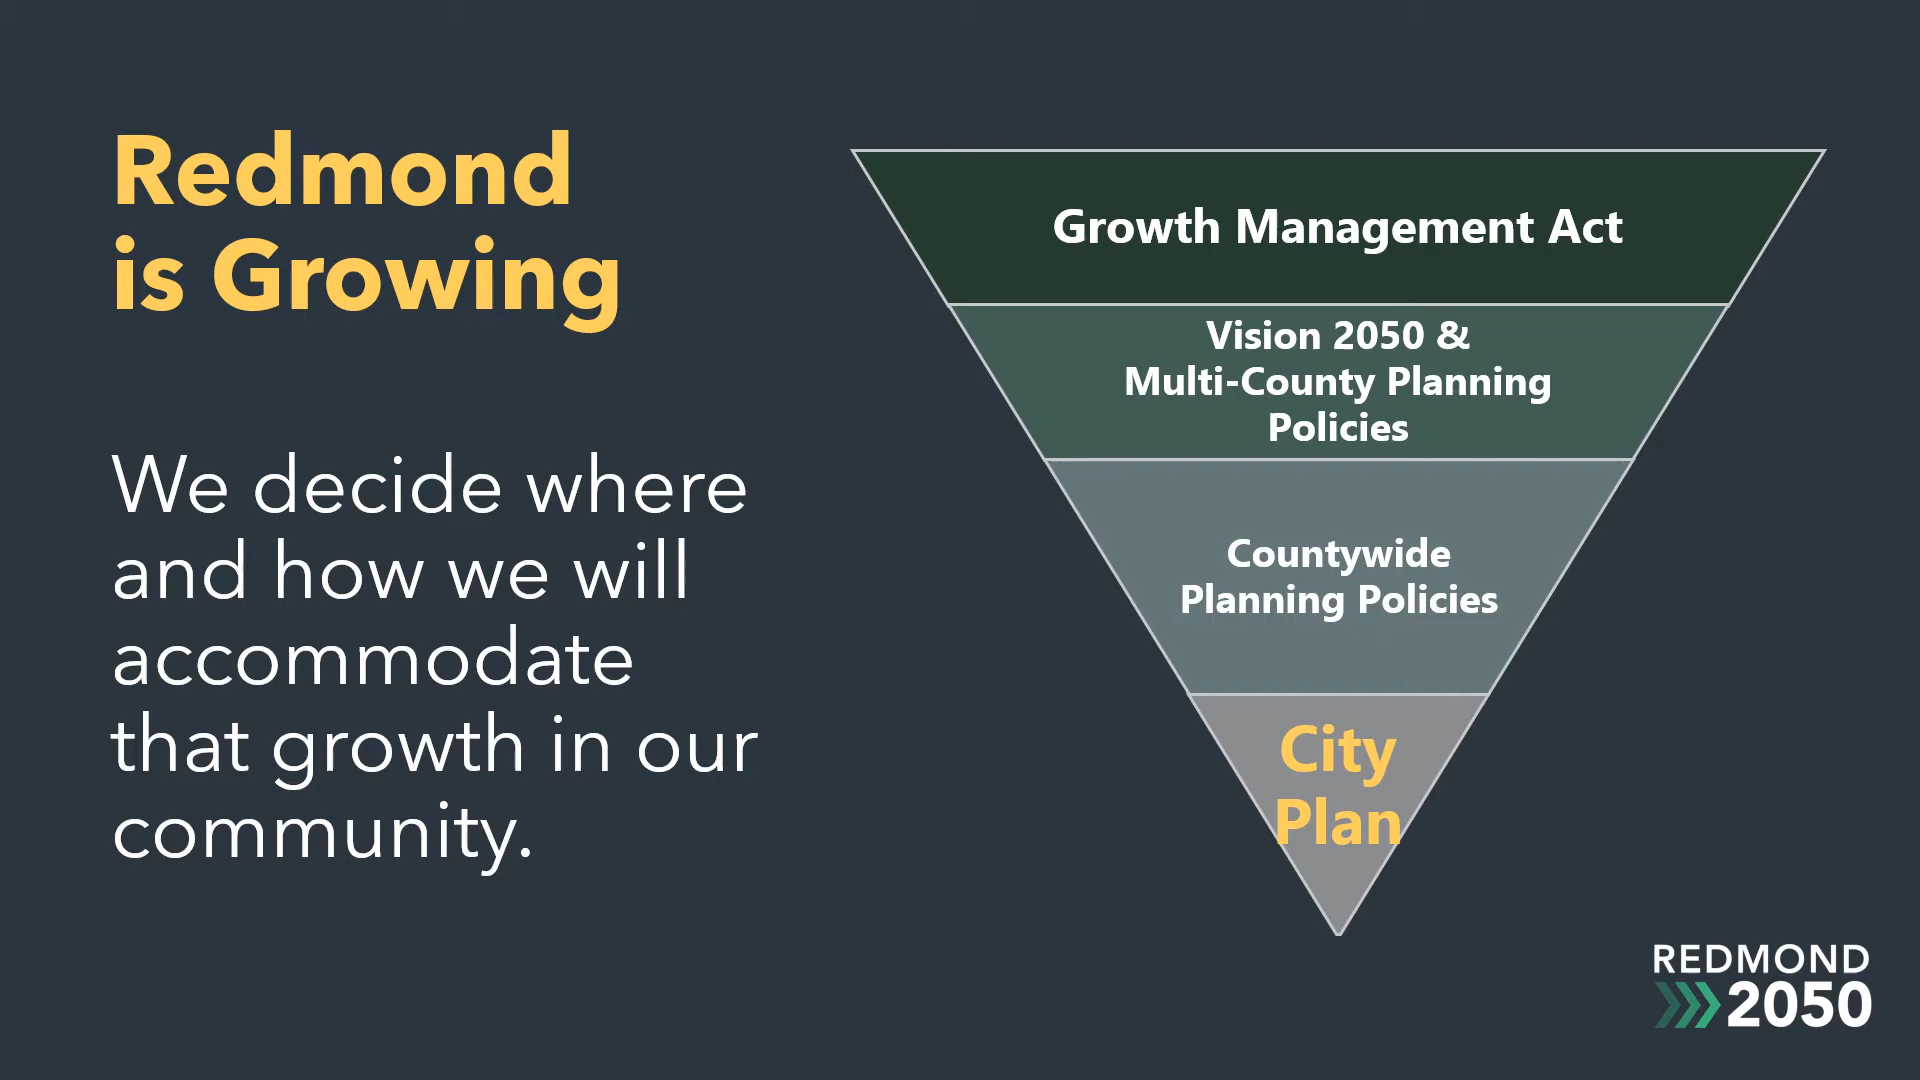 Redmond
is Growing
We decide where
and how we will
accommodate
that growth in our
community.
Growth Management Act
Vision 2050 &
Multi-County Planning
Policies
Countywide
Planning Policies
City
Plan
REDMOND
2050